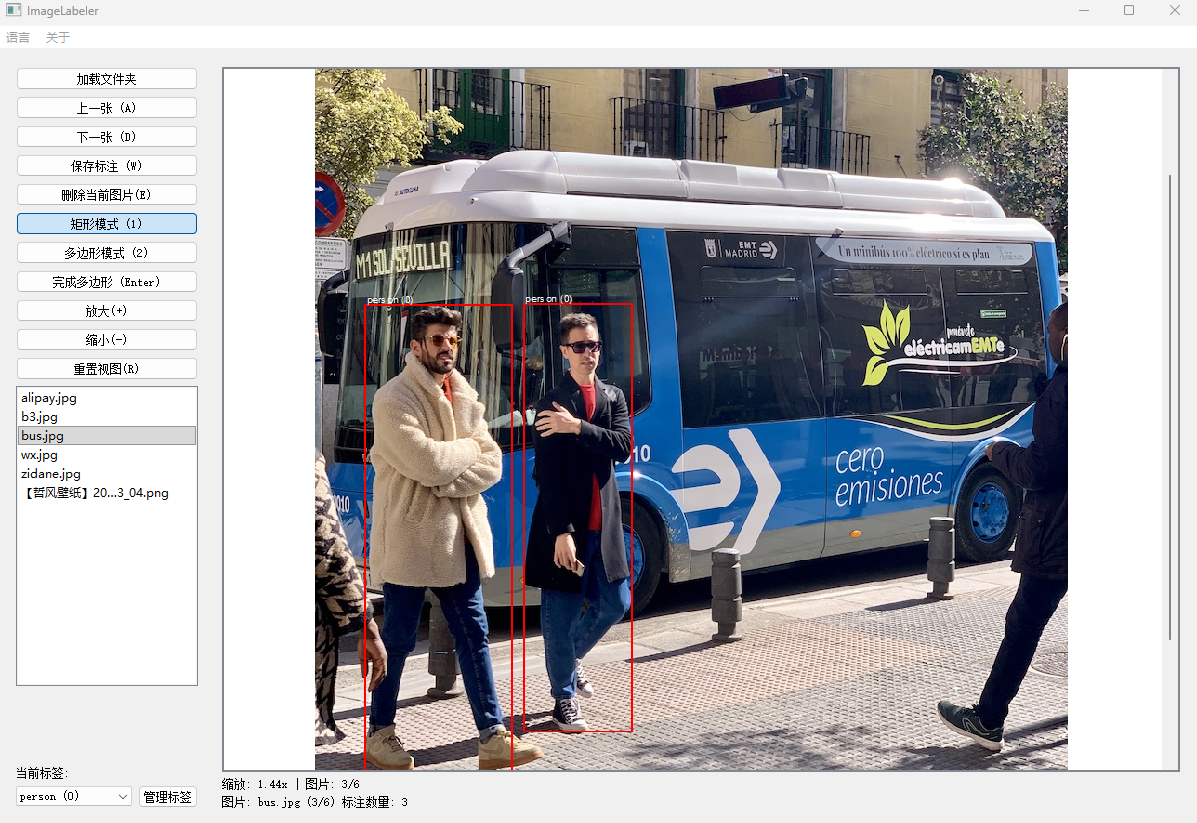 ImageLabeler
语言 关于
加载文件夹
上一张 (A)
下一张 (D)
保存标注 (W)
删除当前图片(E)
矩形模式 (1)
多边形模式 (2)
完成多边形 (Enter)
放大(+)
缩小(-)
重置视图(R)
alipay.jpg
b3.jpg
bus.jpg
wx.jpg
zidane.jpg
【哲风壁纸】20...3_04.png
当前标签:
person (0)
管理标签
M1 SOL/SEVILLA
EMT
MADRID
Un minibús 100% eléctrico sí es plan
person (0)
person (0)
eléctricamEMTe
cero
emisiones
缩放: 1.44x | 图片: 3/6
图片: bus.jpg (3/6) 标注数量: 3